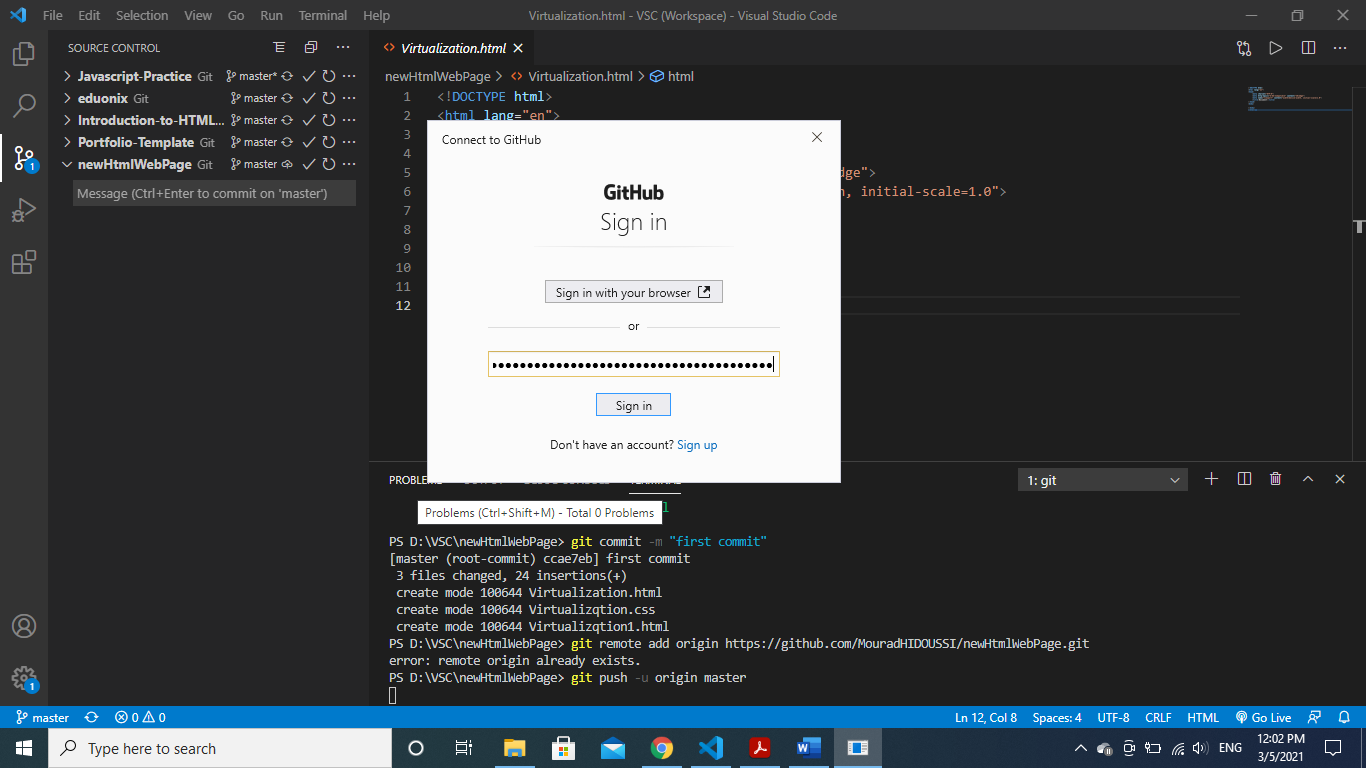 File Edit Selection View Go Run Terminal Help Virtualization.html - VSC (Workspace) - Visual Studio Code
SOURCE CONTROL
Virtualization.html
Javascript-Practice Git master*
eduonix Git master
Introduction-to-HTML... master
Portfolio-Template Git master
newHtmlWebPage Git master
Message (Ctrl+Enter to commit on 'master')
1
1
newHtmlWebPage > Virtualization.html > html
1 <!DOCTYPE html>
2 <html lang="en">
3
4
5 dge">
6 , initial-scale=1.0">
7
8
9
10
11
12
Connect to GitHub
GitHub
Sign in
Sign in with your browser
or
Sign in
Don't have an account? Sign up
PROBLEMS
1: git
Problems (Ctrl+Shift+M) - Total 0 Problems
PS D:\VSC\newHtmlWebPage> git commit -m "first commit"
[master (root-commit) ccae7eb] first commit
3 files changed, 24 insertions(+)
create mode 100644 Virtualization.html
create mode 100644 Virtualizqtion.css
create mode 100644 Virtualizqtion1.html
PS D:\VSC\newHtmlWebPage> git remote add origin https://github.com/MouradHIDOUSSI/newHtmlWebPage.git
error: remote origin already exists.
PS D:\VSC\newHtmlWebPage> git push -u origin master
master 0 0 Ln 12, Col 8 Spaces: 4 UTF-8 CRLF HTML Go Live
Type here to search
ENG
12:02 PM
3/5/2021